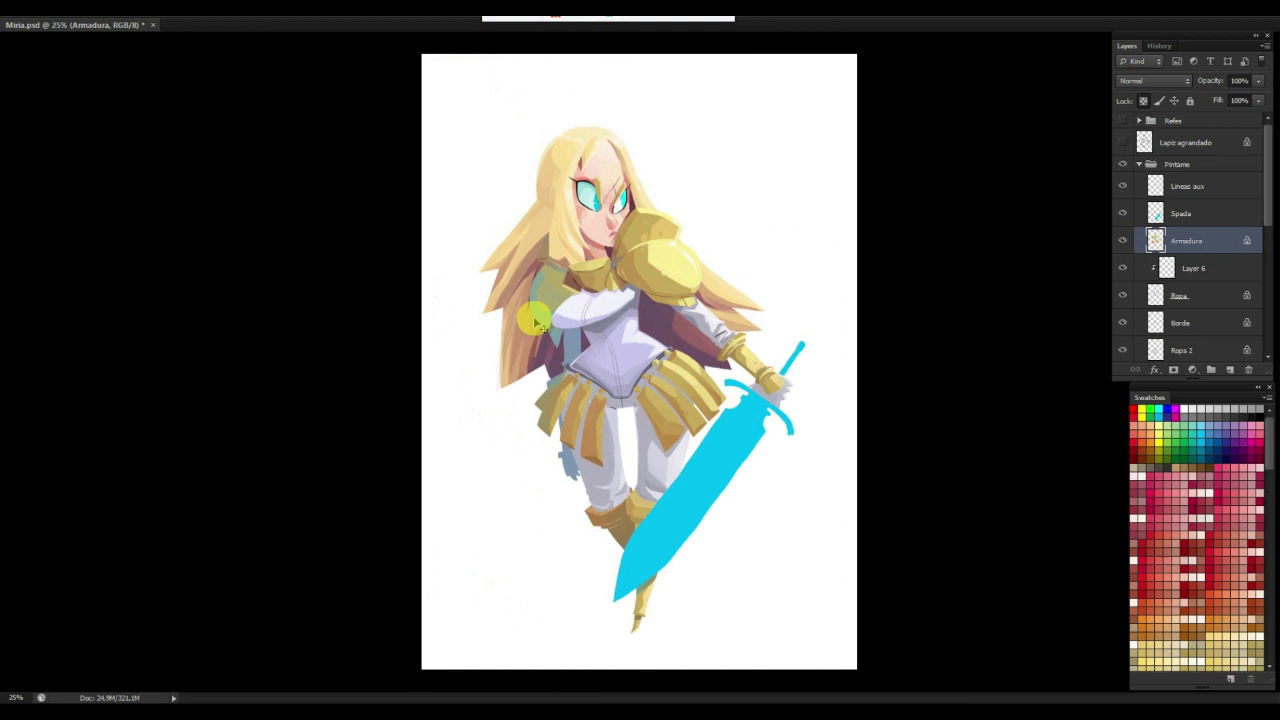 Miria.psd @ 25% (Armadura, RGB/8) * ×
Layers History
Kind
Normal Opacity: 100%
Lock: Fill: 100%
Refes
Lapiz agrandado
Pintame
Lineas aux
Spada
Armadura
Layer 6
Ropa
Borde
Ropa 2
fx
Swatches
25% Doc: 24.9M/321.1M